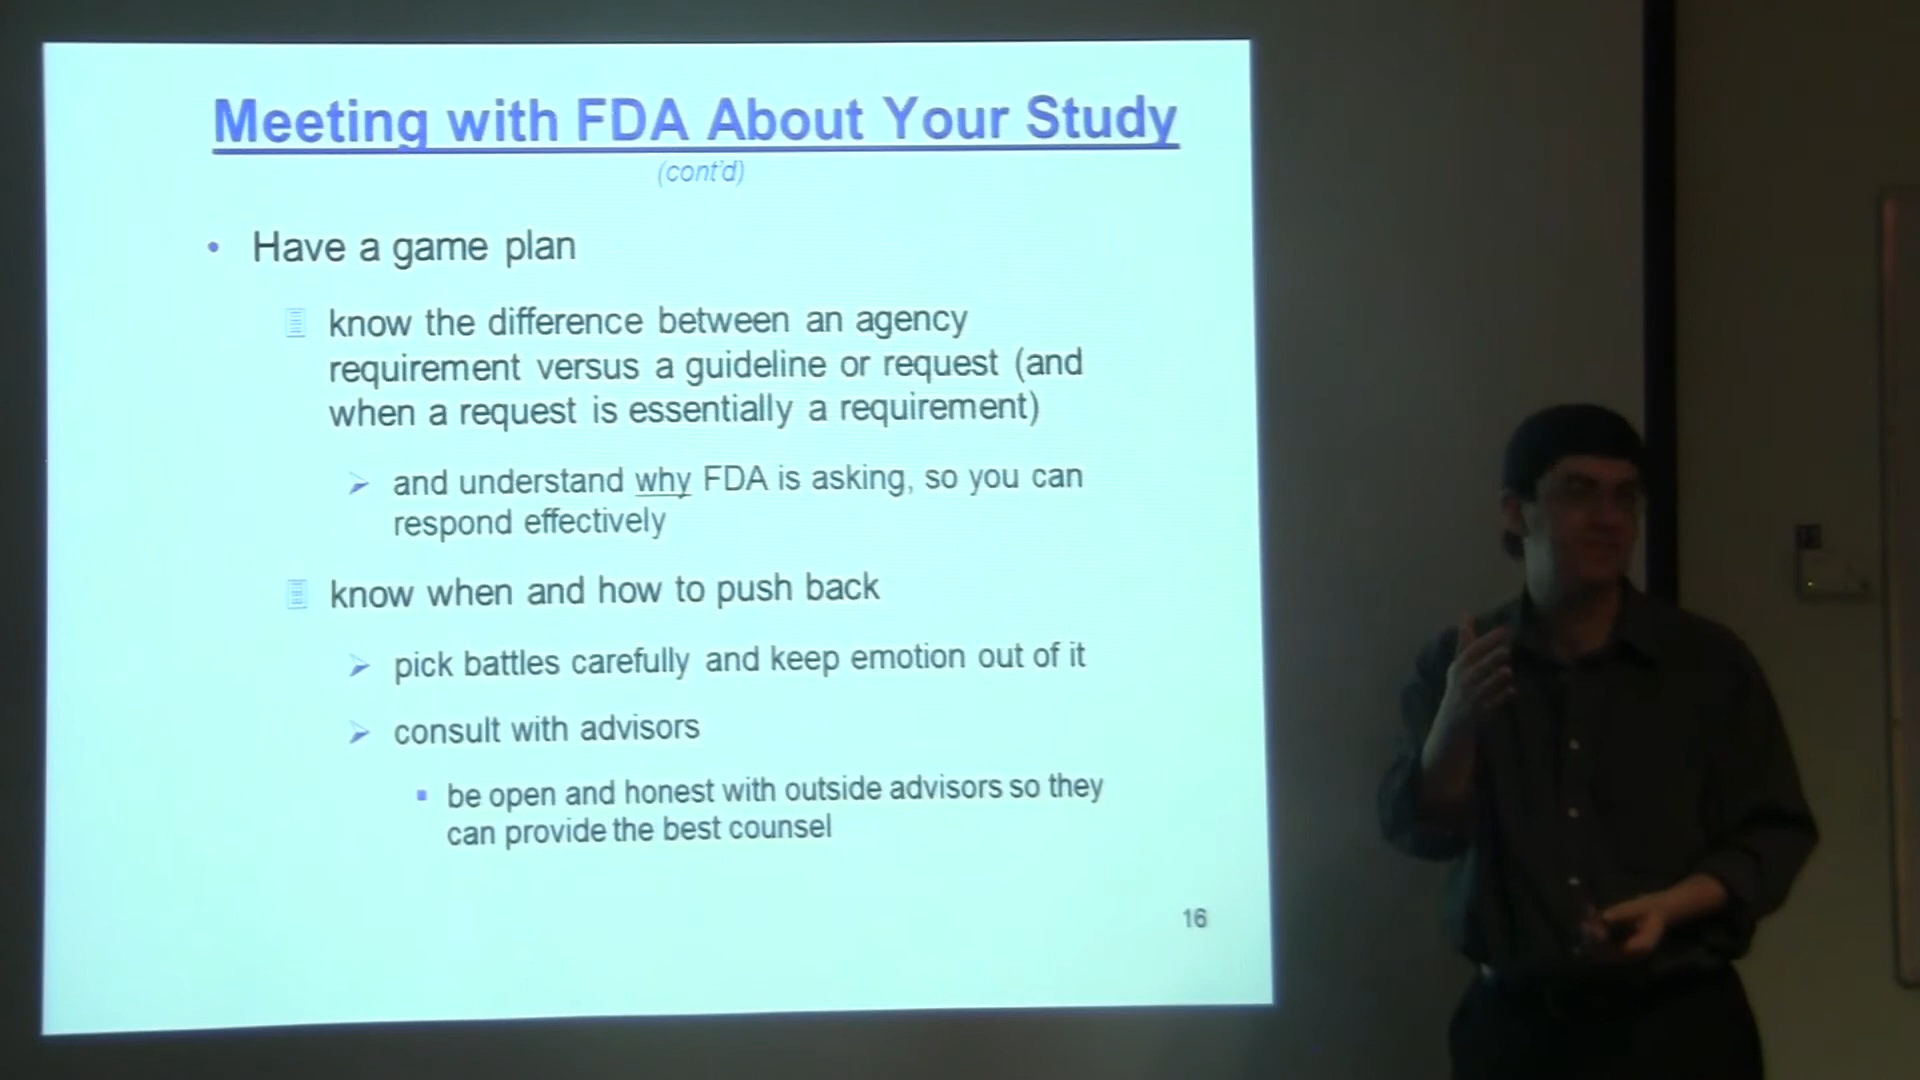 Meeting with FDA About Your Study
(cont'd)
• Have a game plan
know the difference between an agency
requirement versus a guideline or request (and
when a request is essentially a requirement)
➢ and understand why FDA is asking, so you can
respond effectively
know when and how to push back
➢ pick battles carefully and keep emotion out of it
➢ consult with advisors
▪ be open and honest with outside advisors so they
can provide the best counsel
16